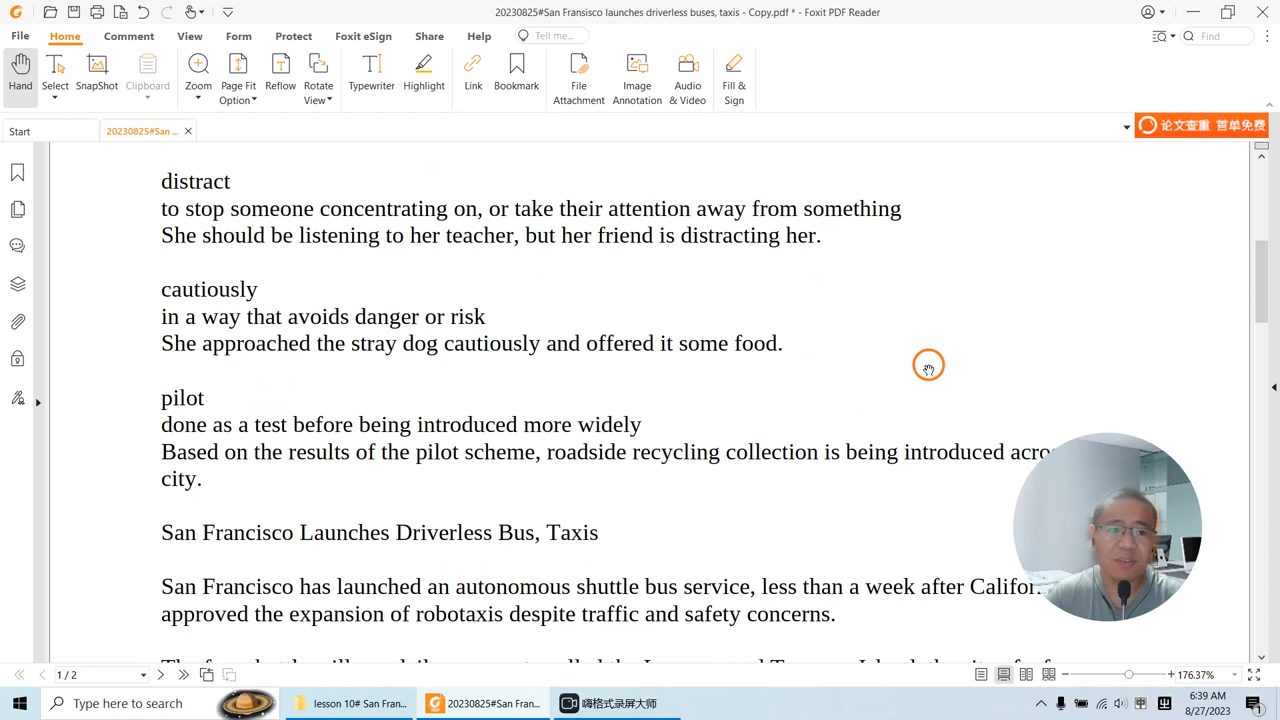 20230825#San Fransisco launches driverless buses, taxis - Copy.pdf * - Foxit PDF Reader
File Home Comment View Form Protect Foxit eSign Share Help Tell me... Find
Hand Select SnapShot Clipboard Zoom Page Fit Option Reflow Rotate View Typewriter Highlight Link Bookmark File Attachment Image Annotation Audio & Video Fill & Sign
Start 20230825#San ... 论文查重 首单免费
distract
to stop someone concentrating on, or take their attention away from something
She should be listening to her teacher, but her friend is distracting her.
cautiously
in a way that avoids danger or risk
She approached the stray dog cautiously and offered it some food.
pilot
done as a test before being introduced more widely
Based on the results of the pilot scheme, roadside recycling collection is being introduced
city.
San Francisco Launches Driverless Bus, Taxis
San Francisco has launched an autonomous shuttle bus service, less than a week after
approved the expansion of robotaxis despite traffic and safety concerns.
1 / 2 176.37%
Type here to search lesson 10# San Fran... 20230825#San Fran... 嗨格式录屏大师 6:39 AM
8/27/2023